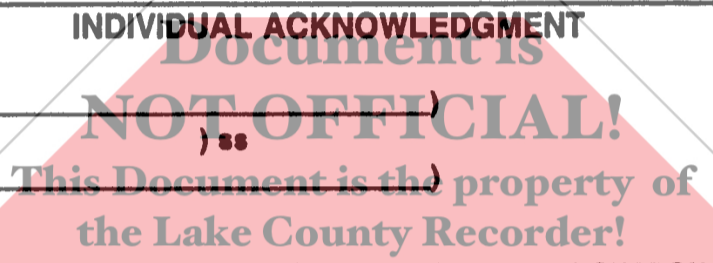 INDIVIDUAL ACKNOWLEDGMENT
Document is
NOT OFFICIAL!
)
) ss
)
This Document is the property of
the Lake County Recorder!